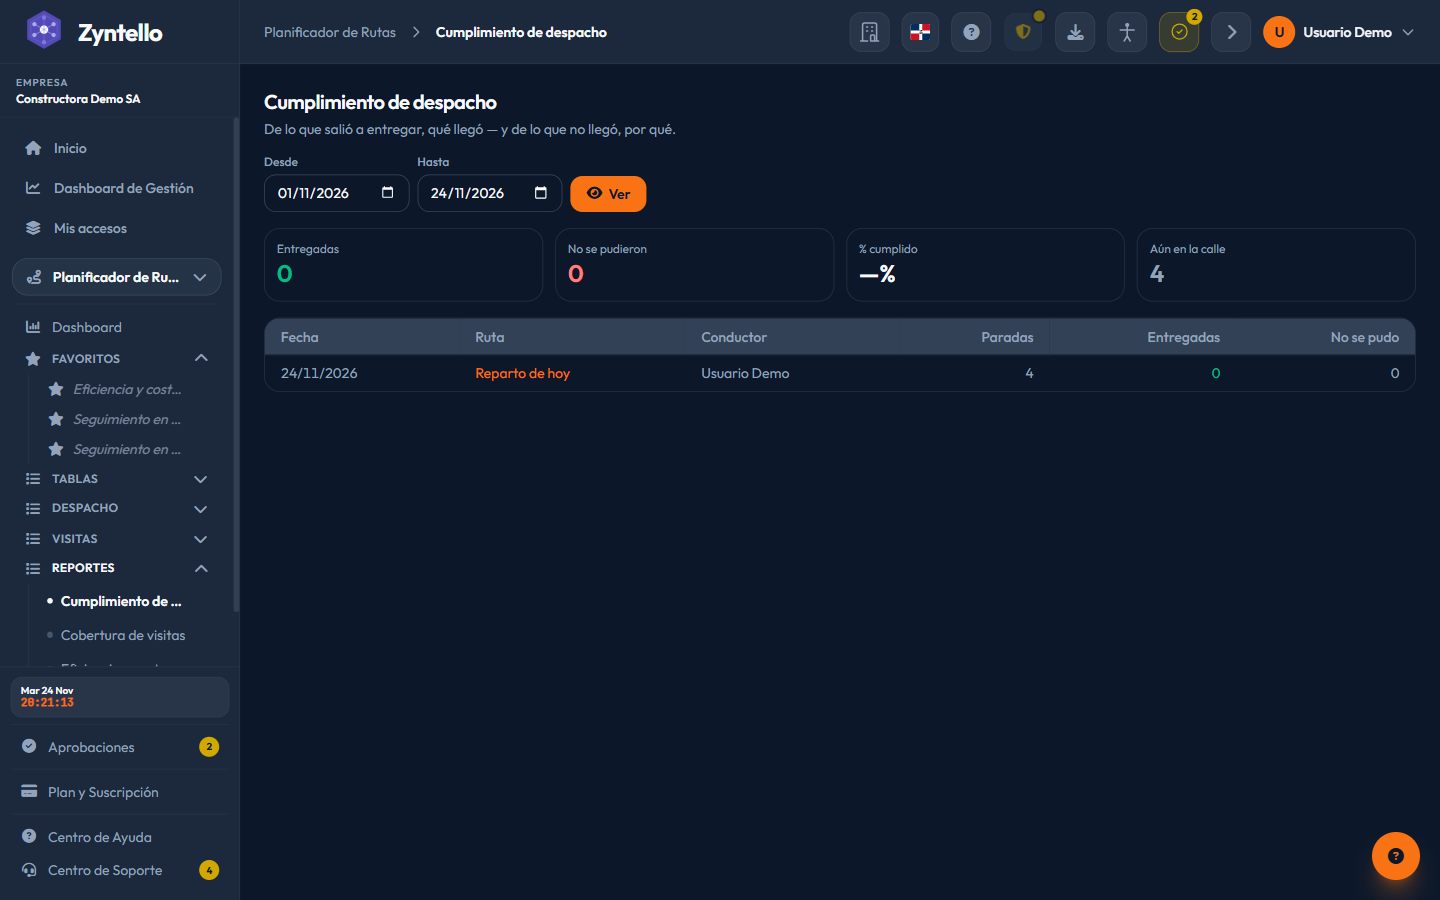 Zyntello
Planificador de Rutas
Cumplimiento de despacho
2
U
Usuario Demo
EMPRESA
Constructora Demo SA
Inicio
Dashboard de Gestión
Mis accesos
Planificador de Ru...
Dashboard
FAVORITOS
Eficiencia y cost...
Seguimiento en ...
Seguimiento en ...
TABLAS
DESPACHO
VISITAS
REPORTES
Cumplimiento de ...
Cobertura de visitas
Mar 24 Nov
20:21:13
Aprobaciones
2
Plan y Suscripción
Centro de Ayuda
Centro de Soporte
4
Cumplimiento de despacho
De lo que salió a entregar, qué llegó — y de lo que no llegó, por qué.
Desde
Hasta
01/11/2026
24/11/2026
Ver
Entregadas
0
No se pudieron
0
% cumplido
—%
Aún en la calle
4
Fecha
Ruta
Conductor
Paradas
Entregadas
No se pudo
24/11/2026
Reparto de hoy
Usuario Demo
4
0
0